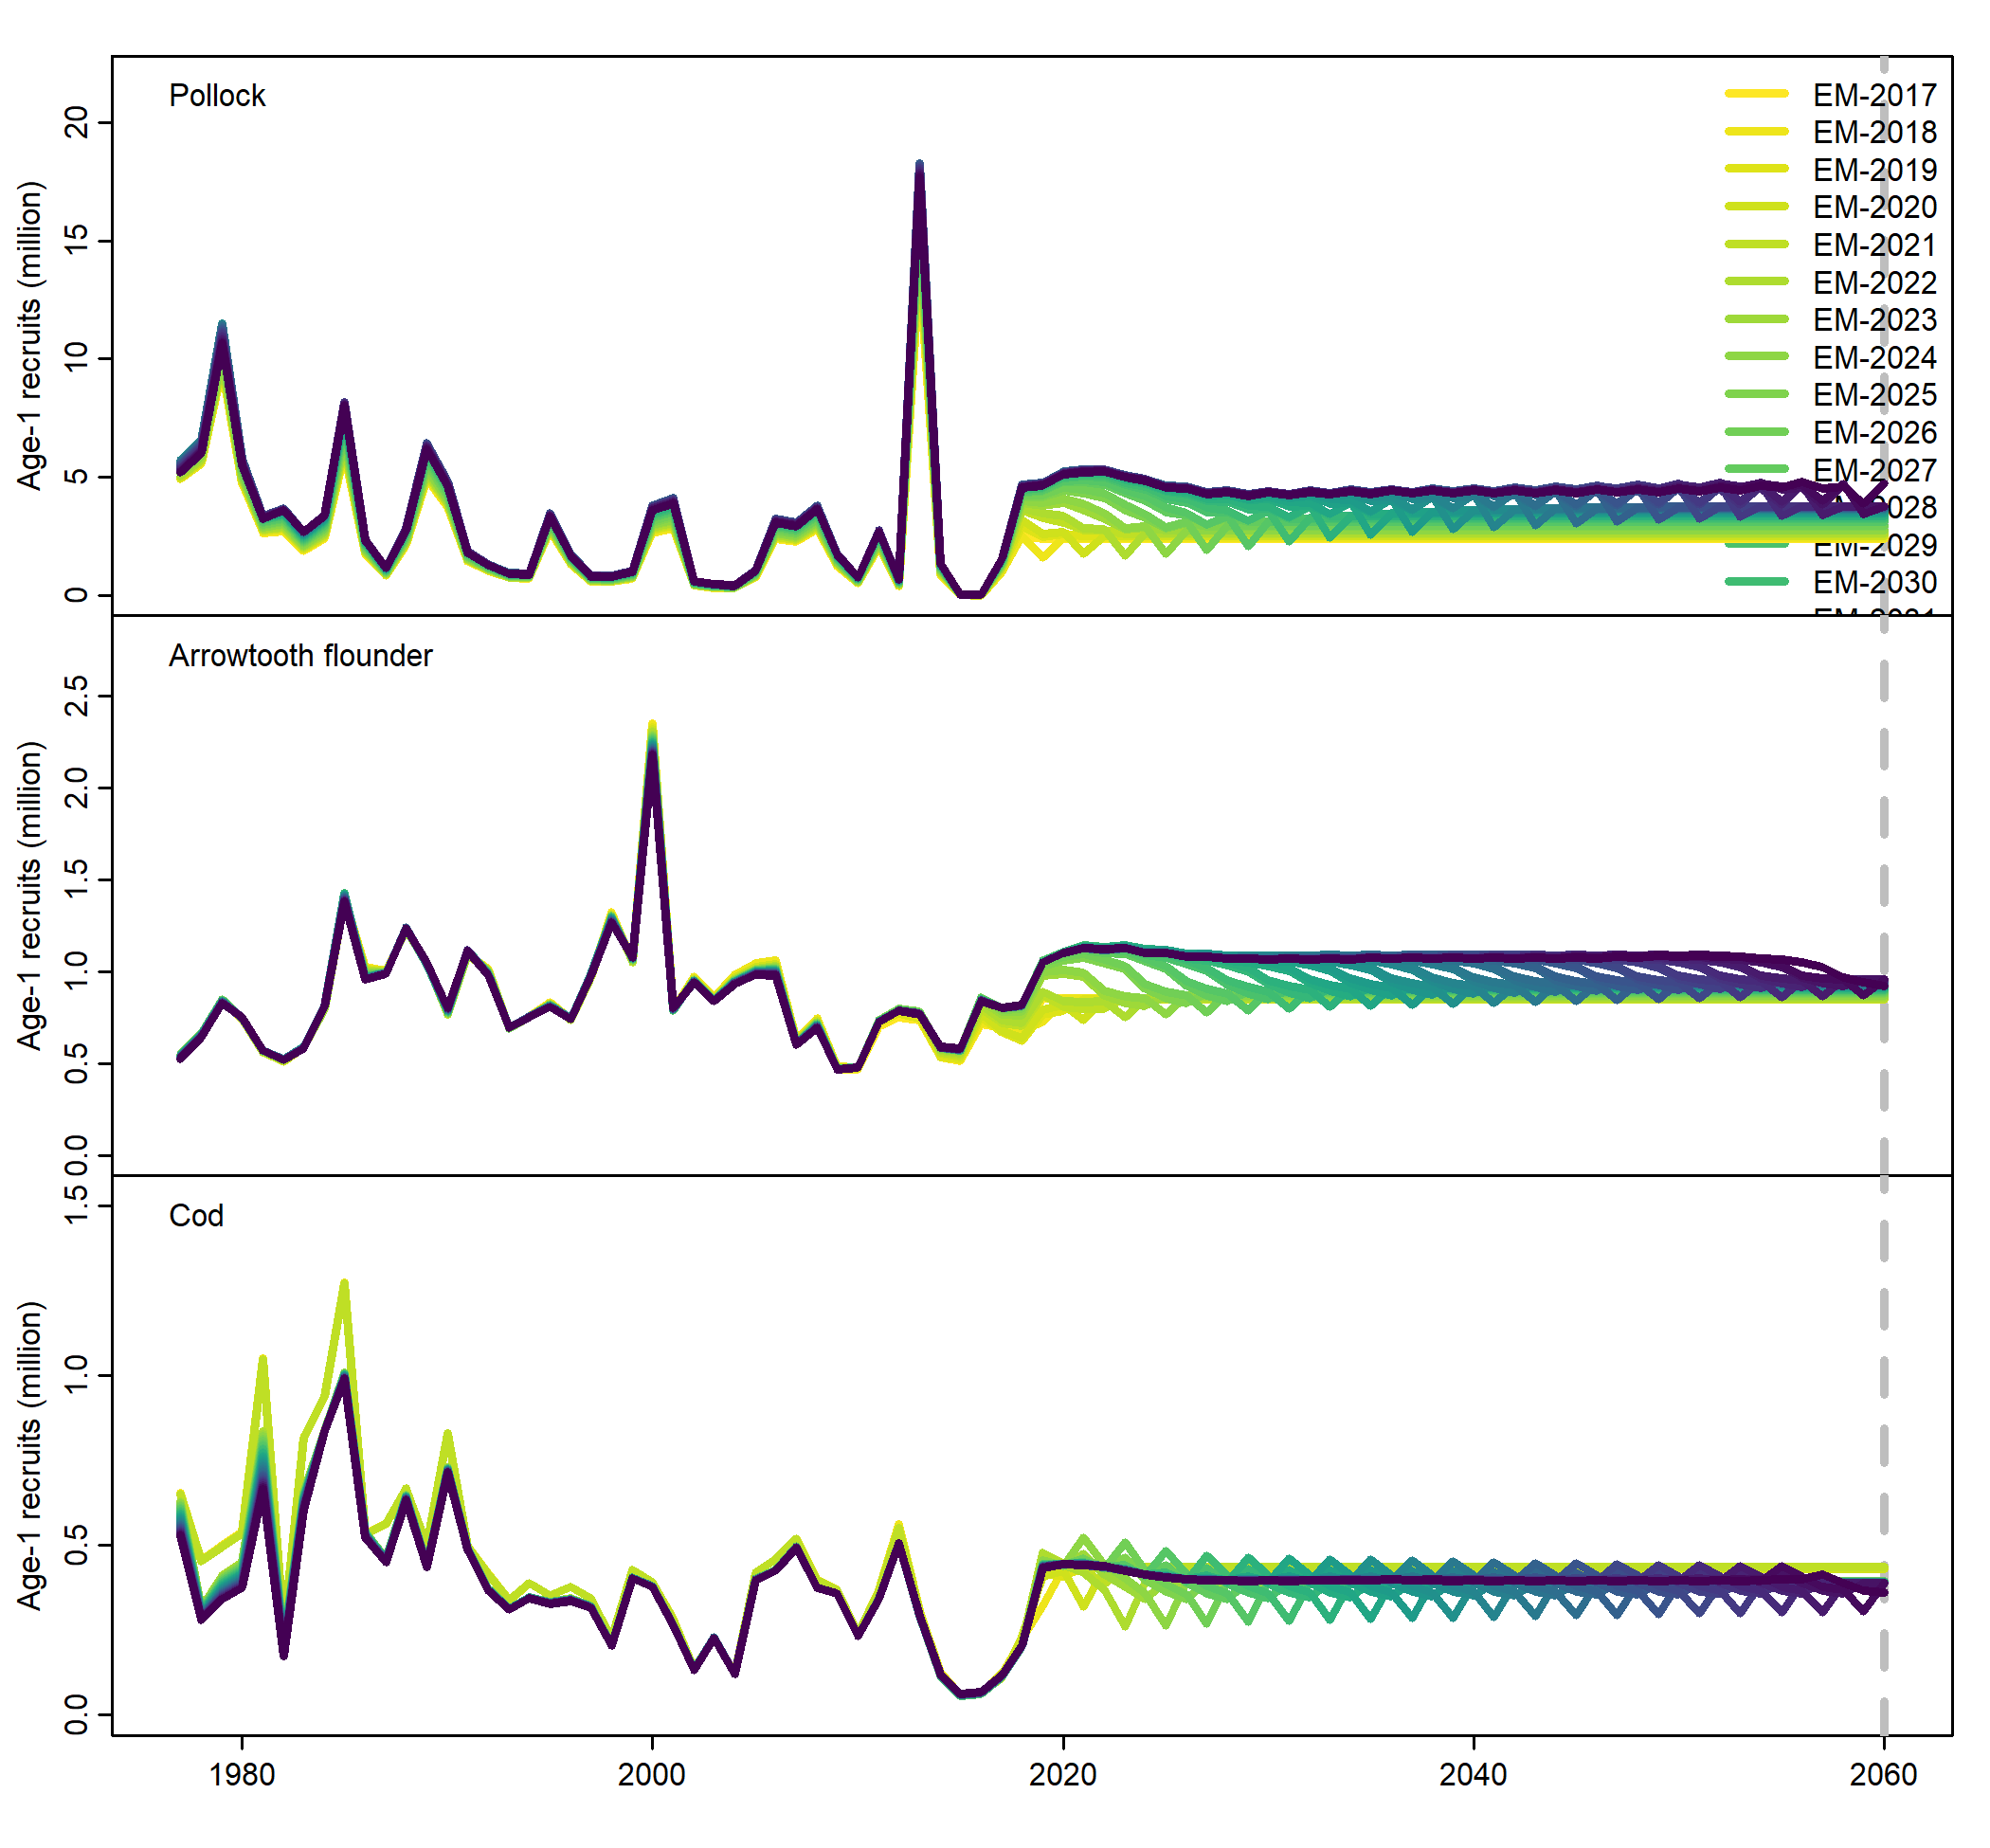 Pollock
Age-1 recruits (million)
20
15
10
5
0
EM-2017
EM-2018
EM-2019
EM-2020
EM-2021
EM-2022
EM-2023
EM-2024
EM-2025
EM-2026
EM-2027
028
EM-2029
EM-2030
Arrowtooth flounder
Age-1 recruits (million)
2.5
2.0
1.5
1.0
0.5
0.0
Cod
Age-1 recruits (million)
1.5
1.0
0.5
0.0
1980 2000 2020 2040 2060